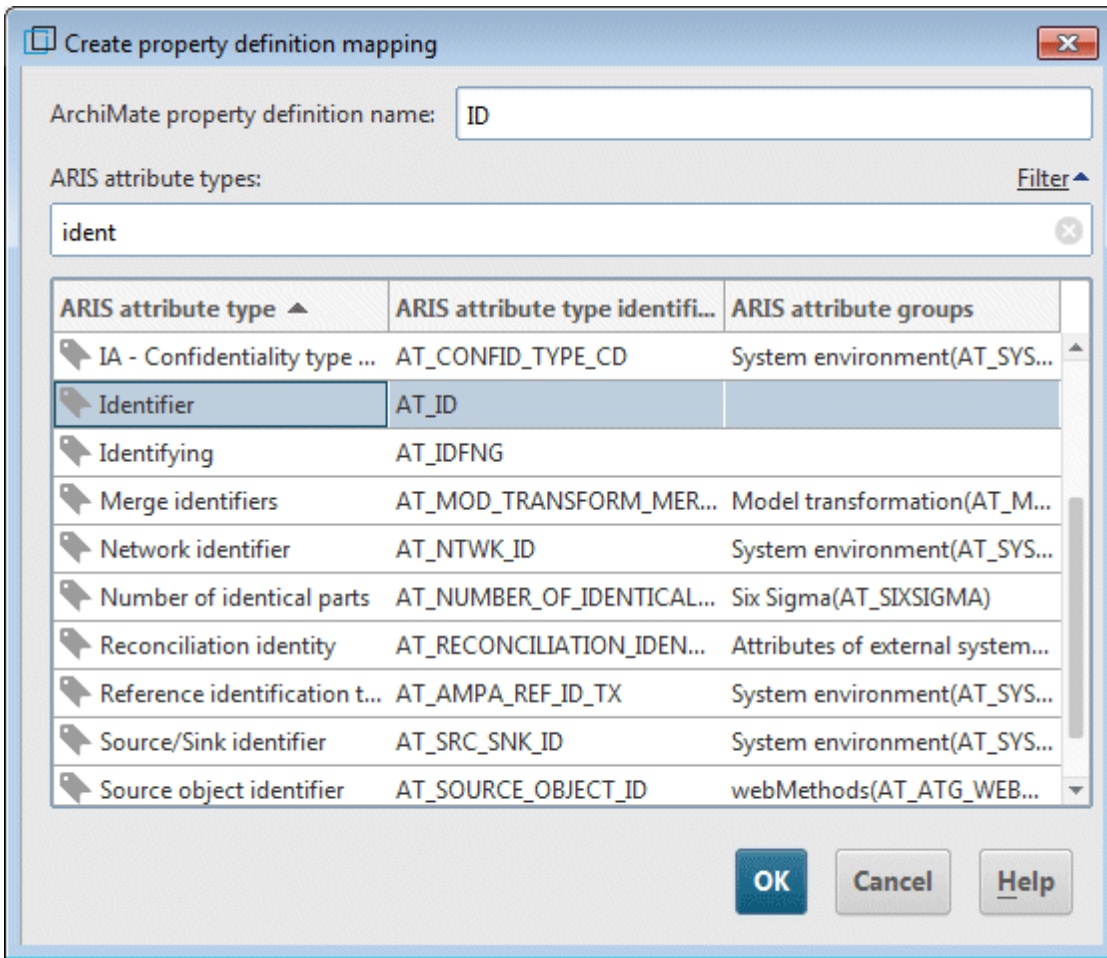 Create property definition mapping
ArchiMate property definition name: ID
ARIS attribute types: Filter
ident
ARIS attribute type ARIS attribute type identifi... ARIS attribute groups
IA - Confidentiality type ... AT_CONFID_TYPE_CD System environment(AT_SYS...
Identifier AT_ID
Identifying AT_IDFNG
Merge identifiers AT_MOD_TRANSFORM_MER... Model transformation(AT_M...
Network identifier AT_NTWK_ID System environment(AT_SYS...
Number of identical parts AT_NUMBER_OF_IDENTICAL... Six Sigma(AT_SIXSIGMA)
Reconciliation identity AT_RECONCILIATION_IDEN... Attributes of external system...
Reference identification t... AT_AMPA_REF_ID_TX System environment(AT_SYS...
Source/Sink identifier AT_SRC_SNK_ID System environment(AT_SYS...
Source object identifier AT_SOURCE_OBJECT_ID webMethods(AT_ATG_WEB...
OK Cancel Help